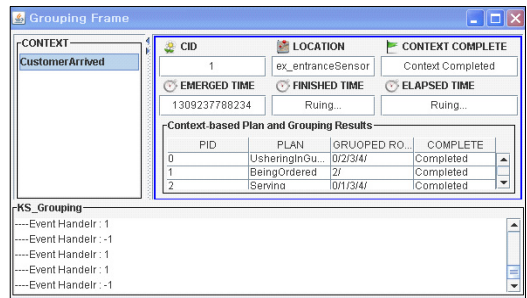 Grouping Frame
CONTEXT
CustomerArrived
CID
LOCATION
CONTEXT COMPLETE
1
ex_entranceSensor
Context Completed
EMERGED TIME
FINISHED TIME
ELAPSED TIME
1309237788234
Ruing...
Ruing...
Context-based Plan and Grouping Results
PID PLAN GRUOPED RO... COMPLETE
0 UsheringInGu... 0/2/3/4/ Completed
1 BeingOrdered 2/ Completed
2 Serving 0/1/3/4/ Completed
KS_Grouping
----Event Handelr : 1
----Event Handelr : -1
----Event Handelr : 1
----Event Handelr : 1
----Event Handelr : -1